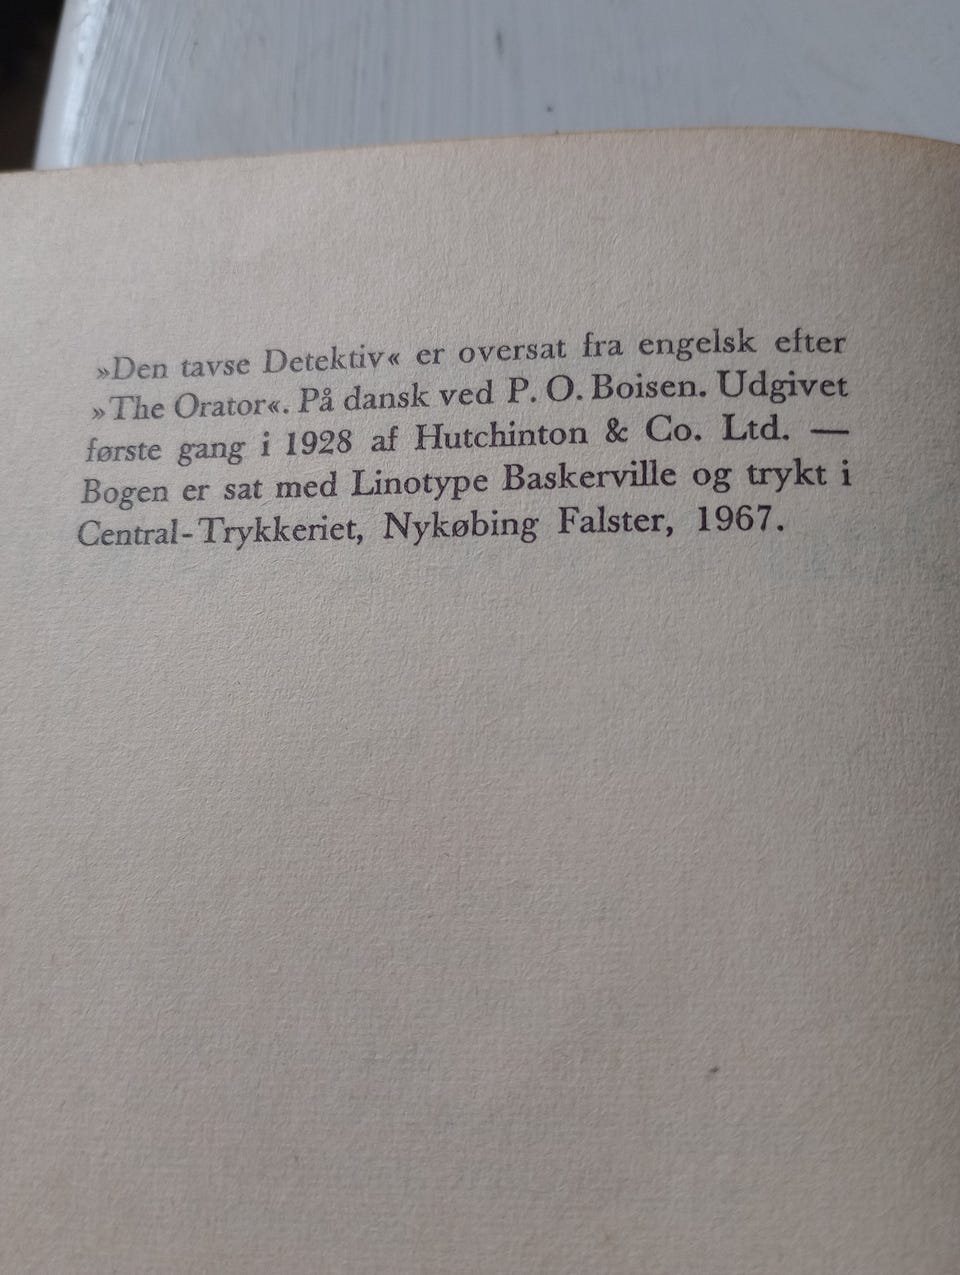 »Den tavse Detektiv« er oversat fra engelsk efter
»The Orator«. På dansk ved P. O. Boisen. Udgivet
første gang i 1928 af Hutchinton & Co. Ltd. —
Bogen er sat med Linotype Baskerville og trykt i
Central-Trykkeriet, Nykøbing Falster, 1967.